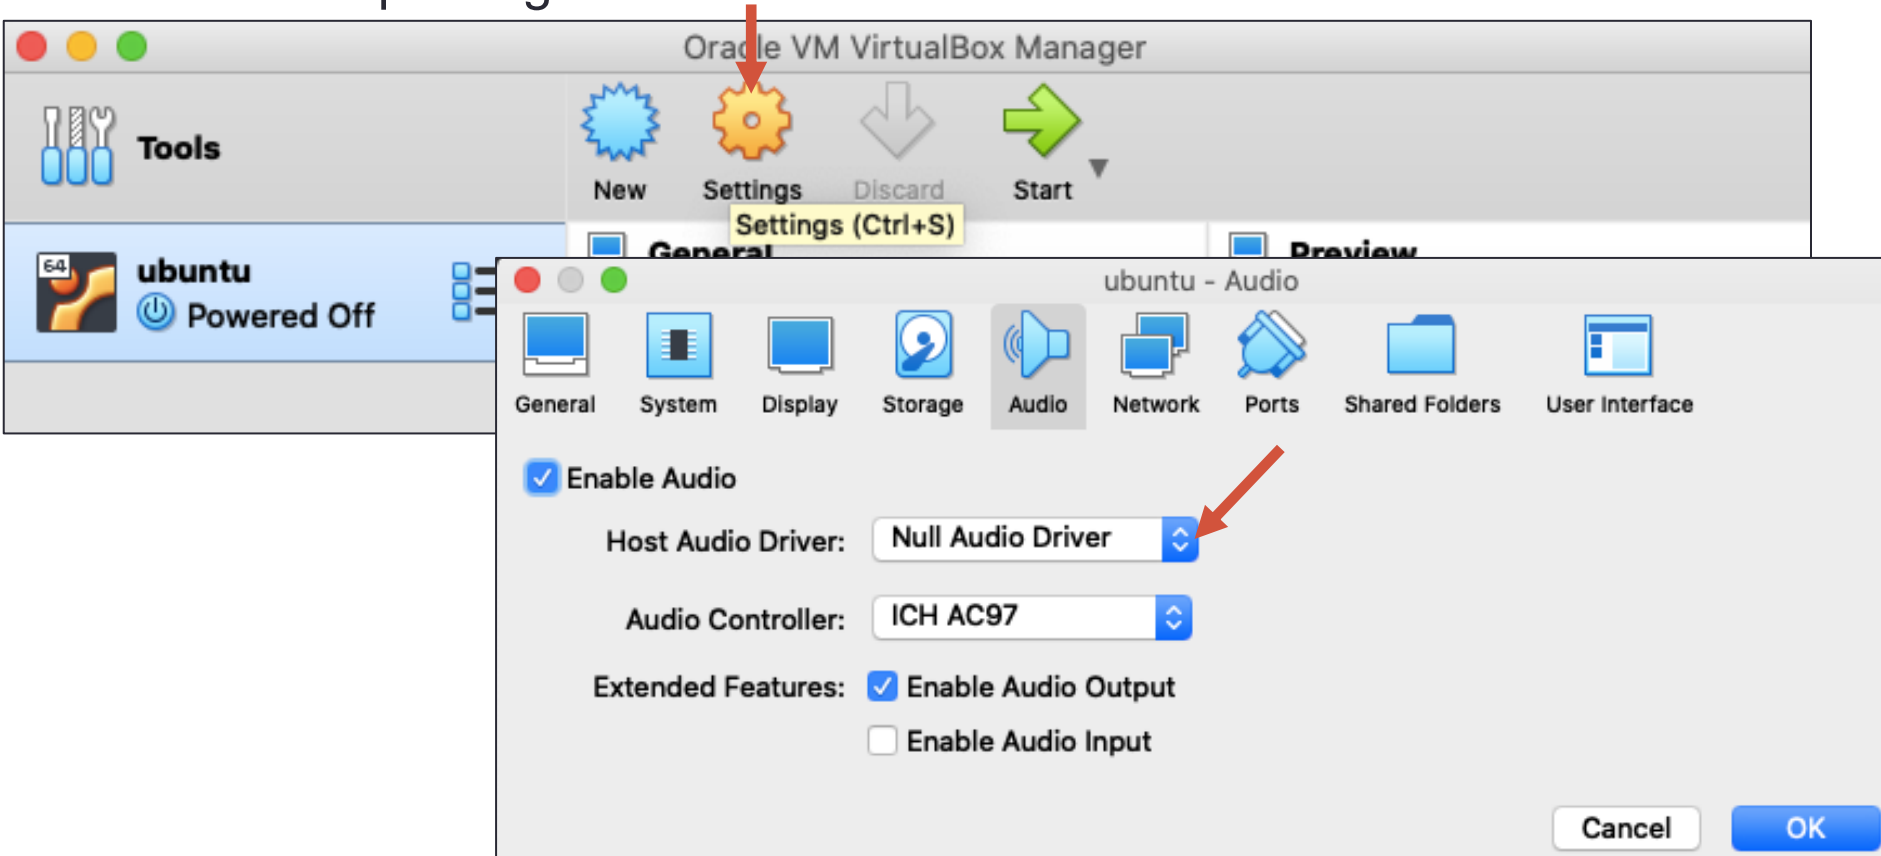 Oracle VM VirtualBox Manager
Tools
New
Settings
Discard
Start
Settings (Ctrl+S)
64
ubuntu
Powered Off
General
Preview
ubuntu - Audio
General
System
Display
Storage
Audio
Network
Ports
Shared Folders
User Interface
Enable Audio
Host Audio Driver: Null Audio Driver
Audio Controller: ICH AC97
Extended Features: Enable Audio Output
Enable Audio Input
Cancel
OK